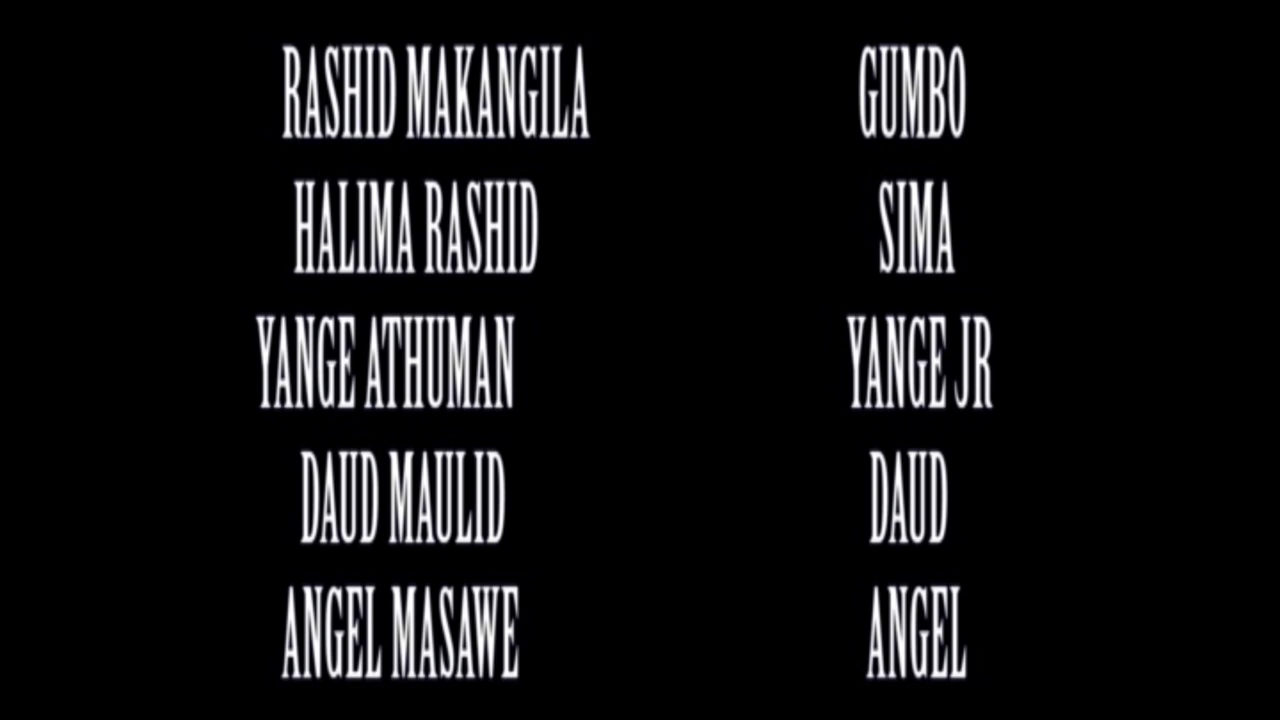 RASHID MAKANGILA GUMBO
HALIMA RASHID SIMA
YANGE ATHUMAN YANGE JR
DAUD MAULID DAUD
ANGEL MASAWE ANGEL